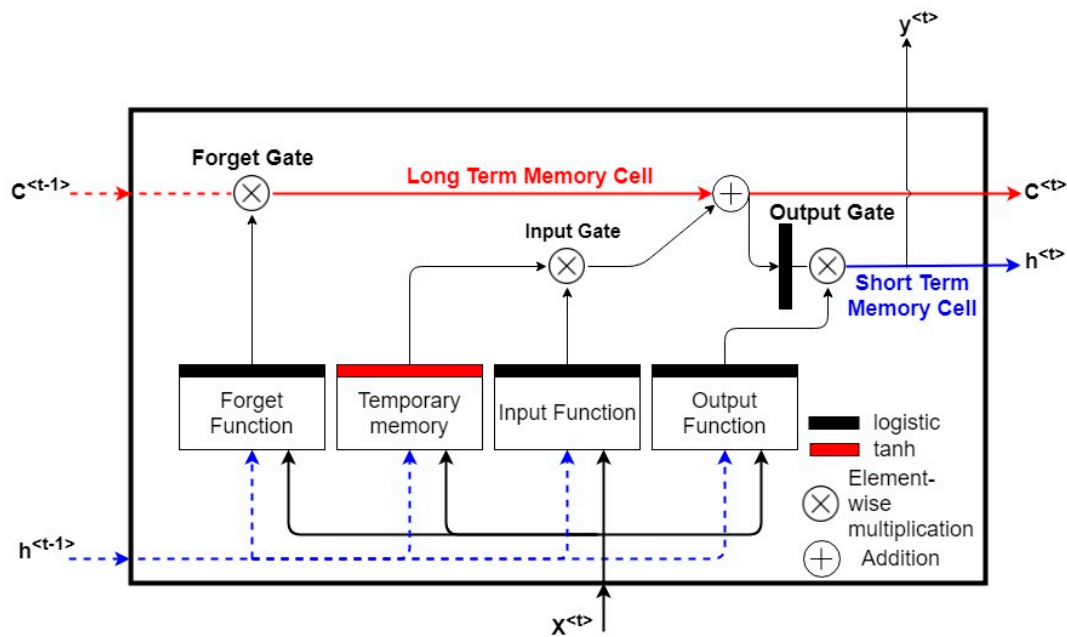 y<t>
Forget Gate
C<t-1>
Long Term Memory Cell
C<t>
Output Gate
Input Gate
h<t>
Short Term
Memory Cell
Forget
Function
Temporary
memory
Input Function
Output
Function
logistic
tanh
Element-
wise
multiplication
Addition
h<t-1>
X<t>